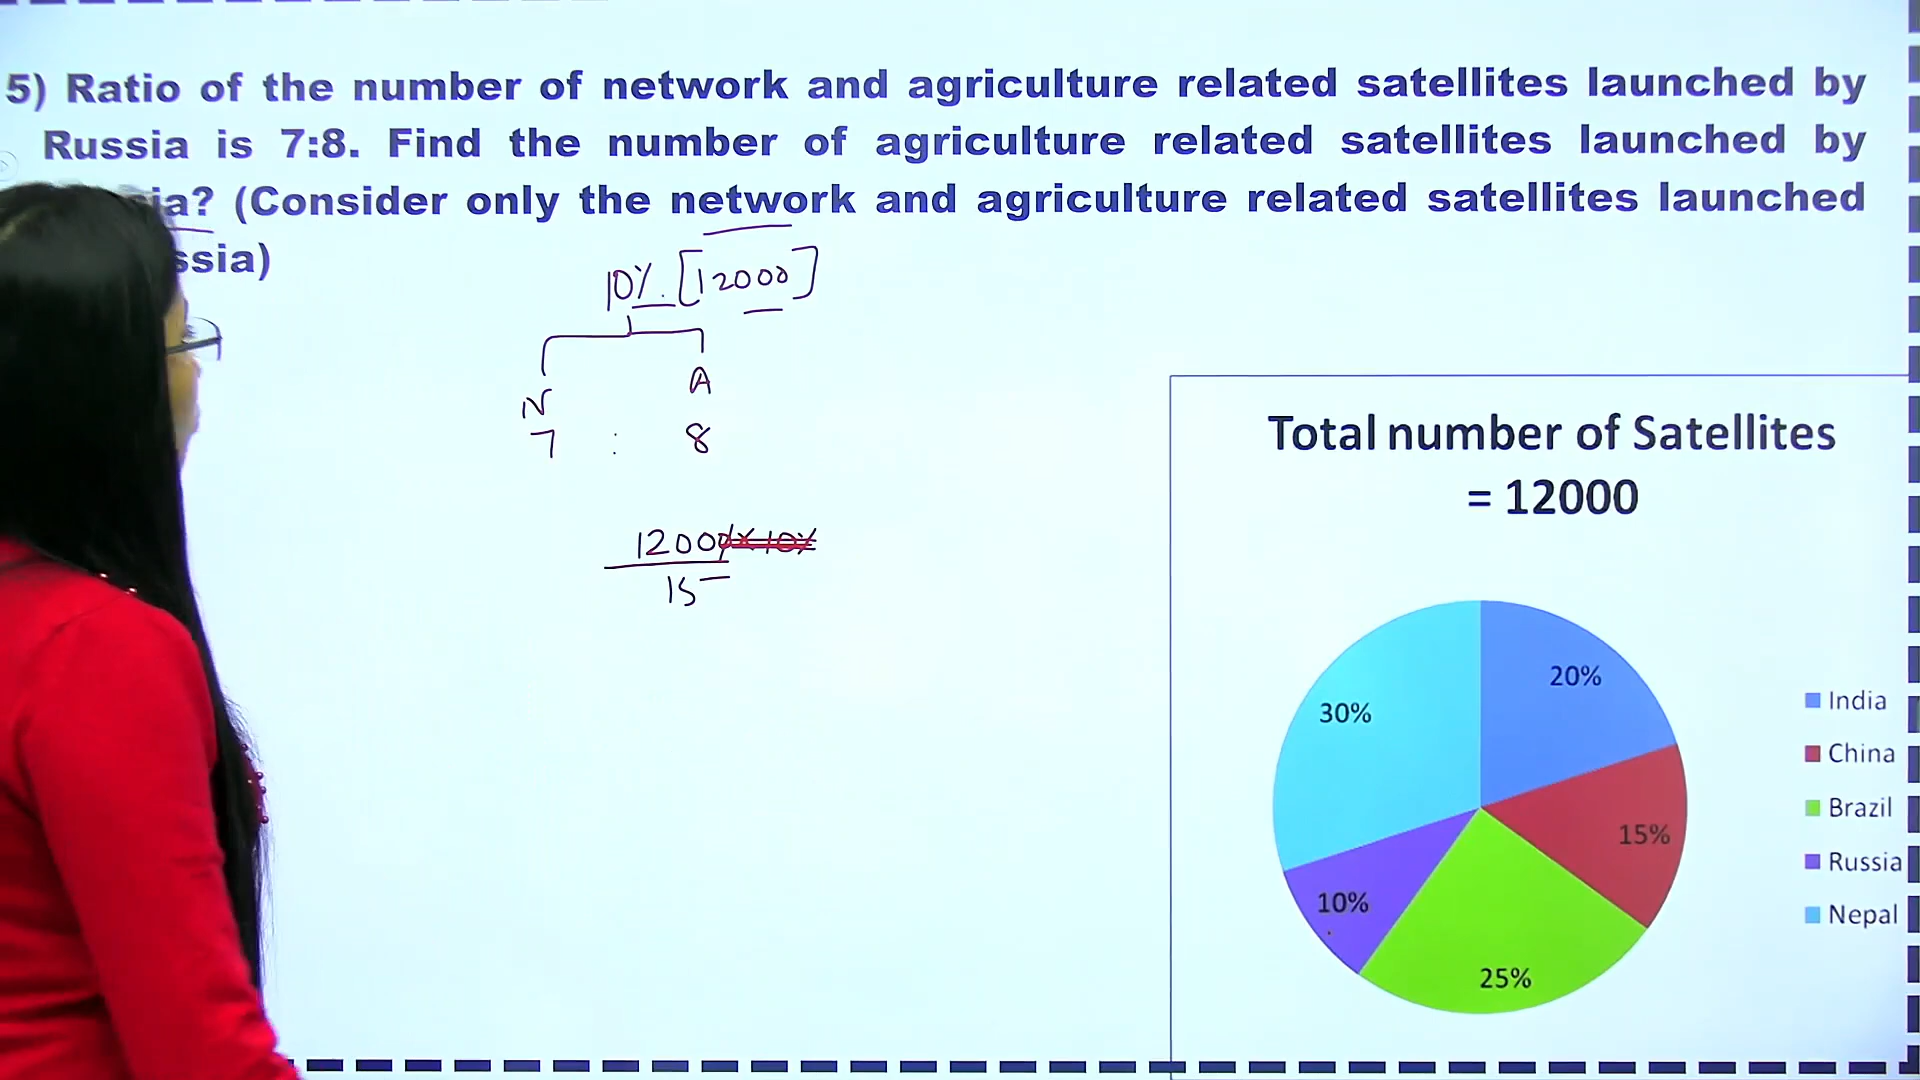 5) Ratio of the number of network and agriculture related satellites launched by
Russia is 7:8. Find the number of agriculture related satellites launched by
ia? (Consider only the network and agriculture related satellites launched
ssia)
10% [12000]
N A
7 : 8
12000 x 10%
15
Total number of Satellites
= 12000
20%
15%
25%
10%
30%
India
China
Brazil
Russia
Nepal